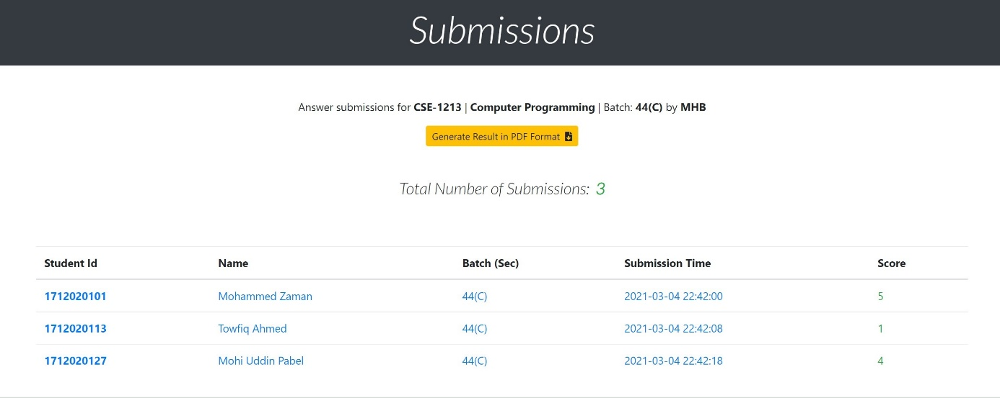 Submissions
Answer submissions for CSE-1213 | Computer Programming | Batch: 44(C) by MHB
Generate Result in PDF Format
Total Number of Submissions: 3
Student Id Name Batch (Sec) Submission Time Score
1712020101 Mohammed Zaman 44(C) 2021-03-04 22:42:00 5
1712020113 Towfiq Ahmed 44(C) 2021-03-04 22:42:08 1
1712020127 Mohi Uddin Pabel 44(C) 2021-03-04 22:42:18 4